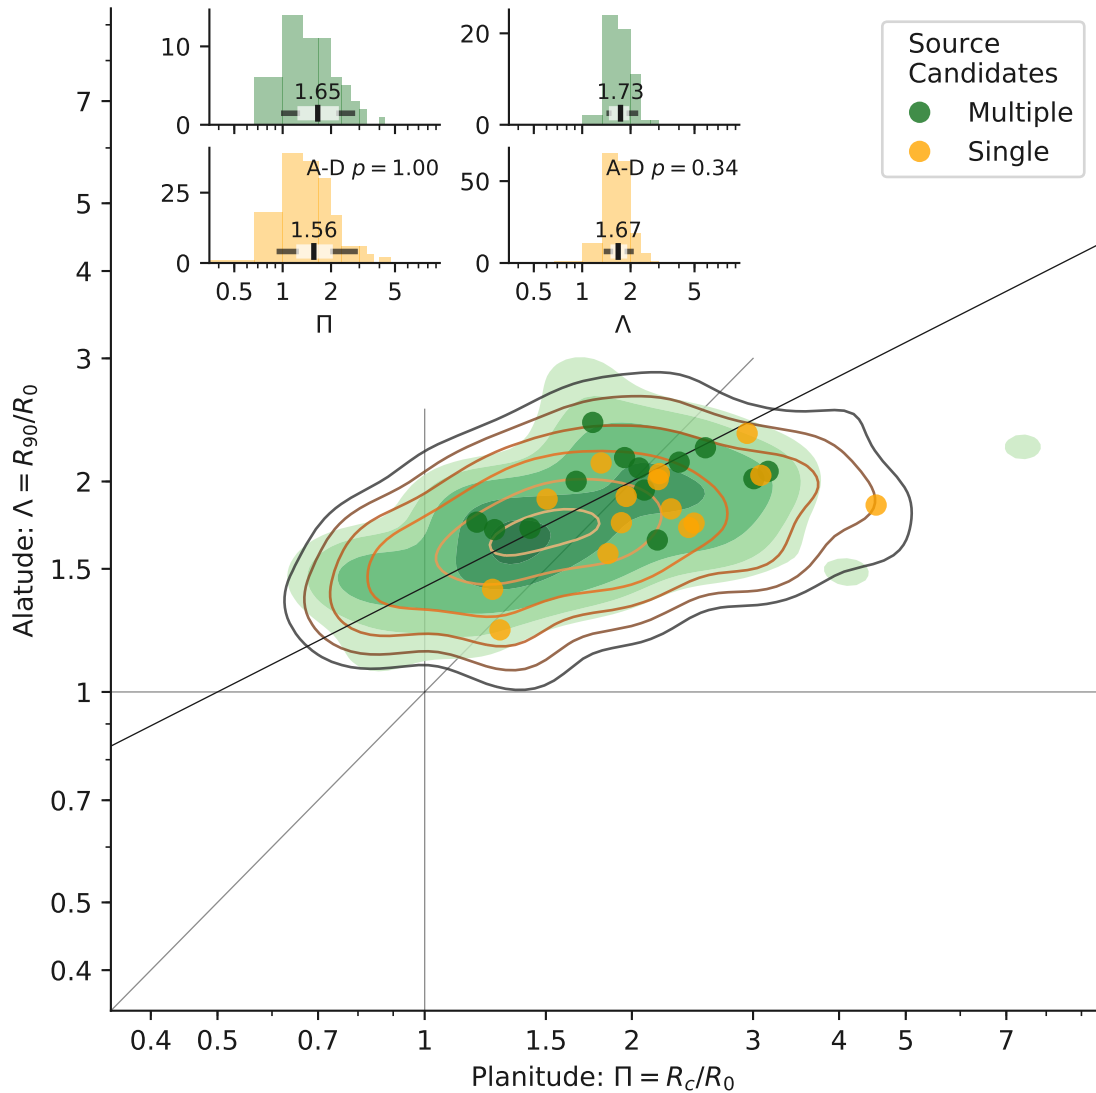 10
0
1.65
20
0
1.73
Source
Candidates
Multiple
Single
25
0
A-D p = 1.00
1.56
0.5 1 2 5
Π
50
0
A-D p = 0.34
1.67
0.5 1 2 5
Λ
7
5
4
3
2
1.5
1
0.7
0.5
0.4
Alatude: Λ = R90/R0
0.4 0.5 0.7 1 1.5 2 3 4 5 7
Planitude: Π = Rc/R0